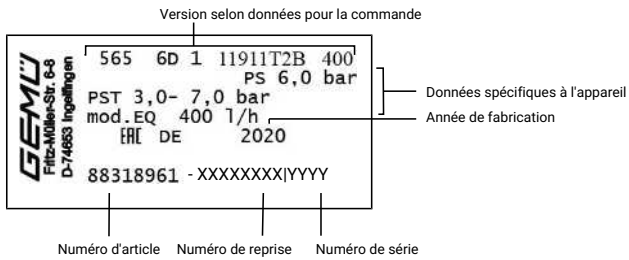 Version selon données pour la commande
GEMÜ
Fritz-Müller-Str. 6-8
D-74653 Ingelfingen
565 6D 1 11911T2B 400
PS 6,0 bar
PST 3,0- 7,0 bar
mod.EQ 400 l/h
EAC DE 2020
88318961 - XXXXXXXX|YYYY
Données spécifiques à l'appareil
Année de fabrication
Numéro d'article Numéro de reprise Numéro de série